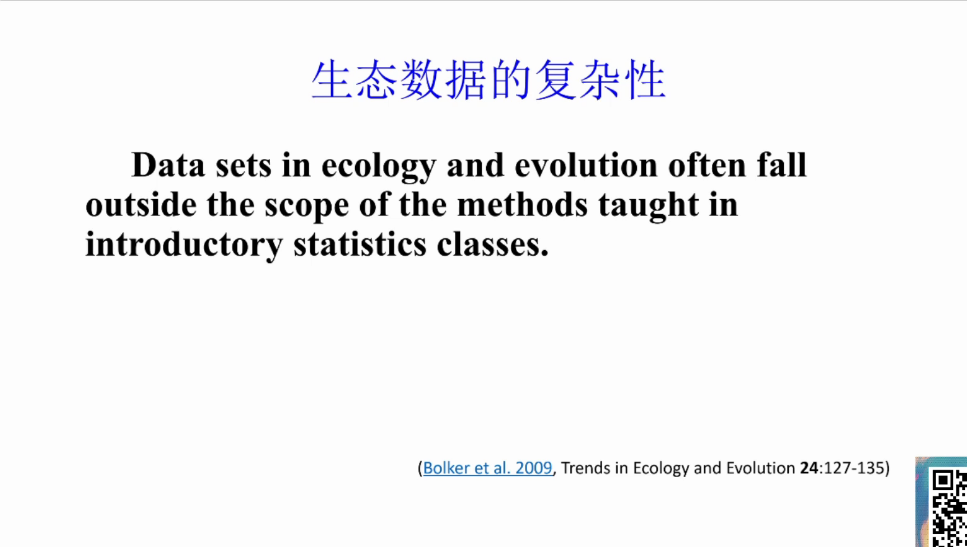 生态数据的复杂性
Data sets in ecology and evolution often fall
outside the scope of the methods taught in
introductory statistics classes.
(Bolker et al. 2009, Trends in Ecology and Evolution 24:127-135)